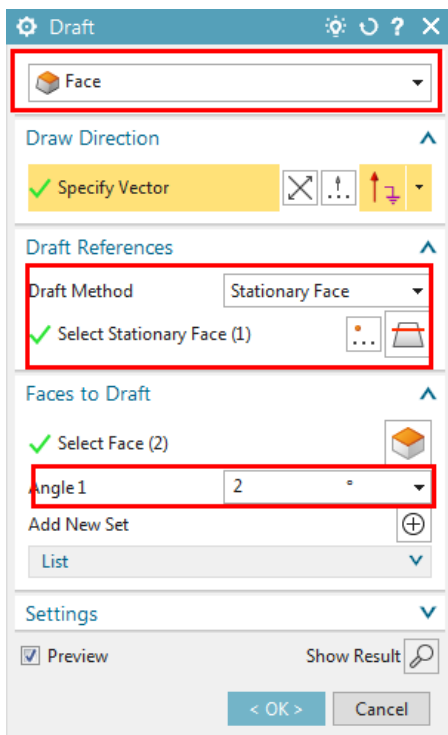 Draft
Face
Draw Direction
Specify Vector
Draft References
Draft Method Stationary Face
Select Stationary Face (1)
Faces to Draft
Select Face (2)
Angle 1 2 °
Add New Set
List
Settings
Preview Show Result
< OK > Cancel